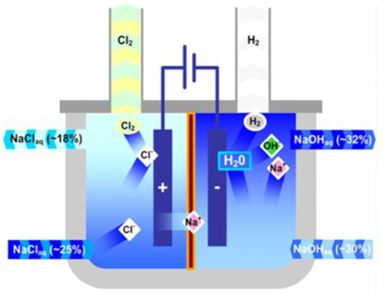 Cl₂
H₂
NaClaq (~18%)
Cl₂
H₂
NaOHaq (~32%)
Cl⁻
OH⁻
H₂0
Na⁺
+
-
Cl⁻
Na⁺
NaClaq (~25%)
NaOHaq (~30%)